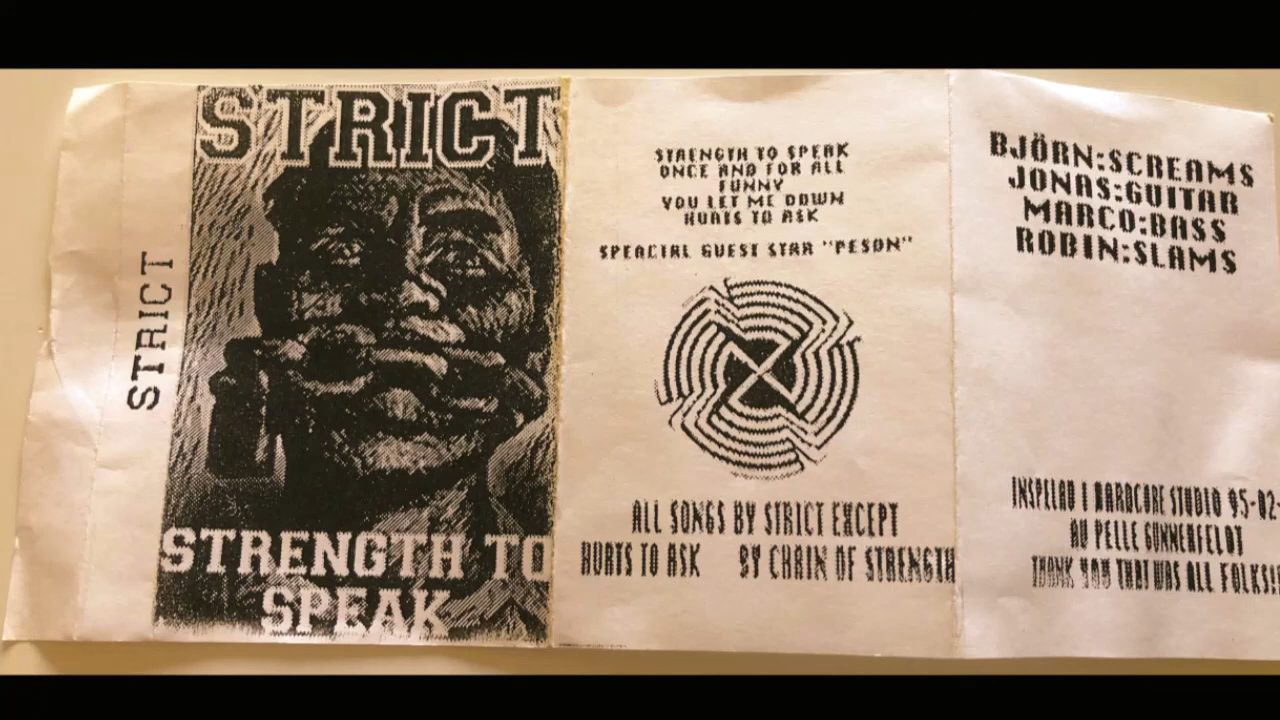 STRICT
STRICT
STRENGTH TO
SPEAK
STRENGTH TO SPEAK
ONCE AND FOR ALL
FUNNY
YOU LET ME DOWN
HURTS TO ASK
SPEACIAL GUEST STAR "PESON"
ALL SONGS BY STRICT EXCEPT
HURTS TO ASK BY CHAIN OF STRENGTH
BJÖRN:SCREAMS
JONAS:GUITAR
MARCO:BASS
ROBIN:SLAMS
INSPELAD I HARDCORE STUDIO 95-02-
AV PELLE GUNNERFELDT
THANK YOU THAT WAS ALL FOLKS!!